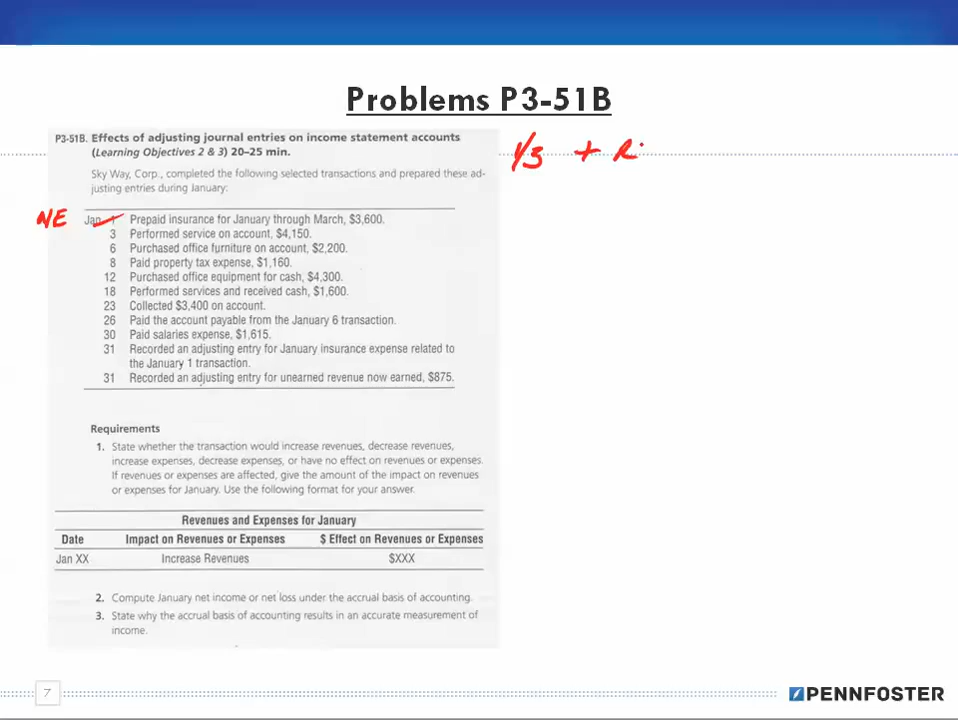 Problems P3-51B
P3-51B. Effects of adjusting journal entries on income statement accounts
(Learning Objectives 2 & 3) 20–25 min.
1/3 + R
Sky Way, Corp., completed the following selected transactions and prepared these ad-
justing entries during January:
NE Jan 1 Prepaid insurance for January through March, $3,600.
3 Performed service on account, $4,150.
6 Purchased office furniture on account, $2,200.
8 Paid property tax expense, $1,160.
12 Purchased office equipment for cash, $4,300.
18 Performed services and received cash, $1,600.
23 Collected $3,400 on account.
26 Paid the account payable from the January 6 transaction.
30 Paid salaries expense, $1,615.
31 Recorded an adjusting entry for January insurance expense related to
the January 1 transaction.
31 Recorded an adjusting entry for unearned revenue now earned, $875.
Requirements
1. State whether the transaction would increase revenues, decrease revenues,
increase expenses, decrease expenses, or have no effect on revenues or expenses.
If revenues or expenses are affected, give the amount of the impact on revenues
or expenses for January. Use the following format for your answer.
Revenues and Expenses for January
Date Impact on Revenues or Expenses $ Effect on Revenues or Expenses
Jan XX Increase Revenues $XXX
2. Compute January net income or net loss under the accrual basis of accounting.
3. State why the accrual basis of accounting results in an accurate measurement of
income.
7
PENNFOSTER